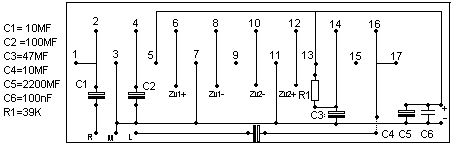 2 4 6 8 10 12 14 16
1 3 5 7 9 11 13 15 17
C1= 10MF
C2 =100MF
C3=47MF
C4=10MF
C5=2200MF
C6=100nF
R1=39K
C1 C2 Zu1+ Zu1- Zu2- Zu2+ R1
C3
R M L C4 C5 C6
+
-